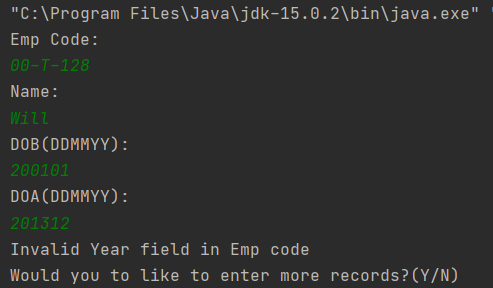 "C:\Program Files\Java\jdk-15.0.2\bin\java.exe"
Emp Code:
00-T-128
Name:
Will
DOB(DDMMYY):
200101
DOA(DDMMYY):
201312
Invalid Year field in Emp code
Would you to like to enter more records?(Y/N)